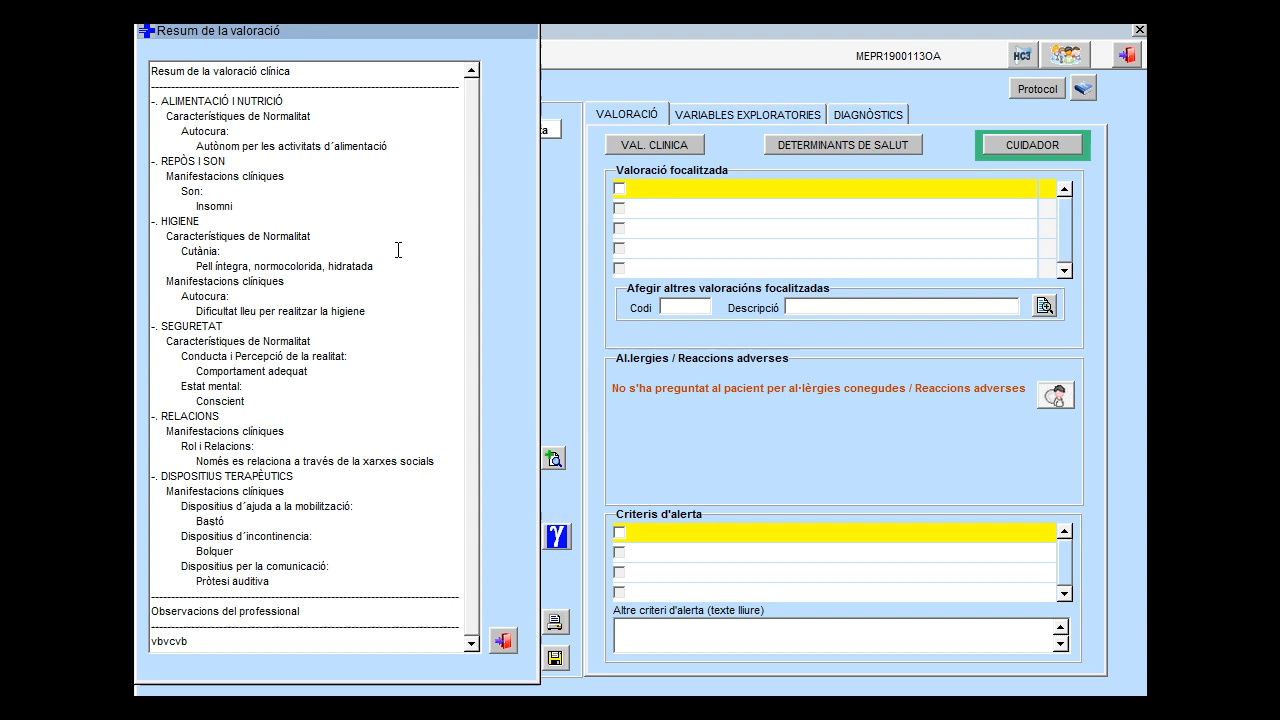 Resum de la valoració
Resum de la valoració clínica
-. ALIMENTACIÓ I NUTRICIÓ
Característiques de Normalitat
Autocura:
Autònom per les activitats d´alimentació
-. REPÒS I SON
Manifestacions clíniques
Son:
Insomni
-. HIGIENE
Característiques de Normalitat
Cutània:
Pell íntegra, normocolorida, hidratada
Manifestacions clíniques
Autocura:
Dificultat lleu per realitzar la higiene
-. SEGURETAT
Característiques de Normalitat
Conducta i Percepció de la realitat:
Comportament adequat
Estat mental:
Conscient
-. RELACIONS
Manifestacions clíniques
Rol i Relacions:
Només es relaciona a través de la xarxes socials
-. DISPOSITIUS TERAPÈUTICS
Manifestacions clíniques
Dispositius d´ajuda a la mobilització:
Bastó
Dispositius d´incontinencia:
Bolquer
Dispositius per la comunicació:
Pròtesi auditiva
Observacions del professional
vbvcvb
MEPR1900113OA
HC3
Protocol
ta
VALORACIÓ VARIABLES EXPLORATORIES DIAGNÒSTICS
VAL. CLINICA DETERMINANTS DE SALUT CUIDADOR
Valoració focalitzada
Afegir altres valoracións focalitzadas
Codi Descripció
Al.lergies / Reaccions adverses
No s'ha preguntat al pacient per al·lèrgies conegudes / Reaccions adverses
Criteris d'alerta
γ
Altre criteri d'alerta (texte lliure)